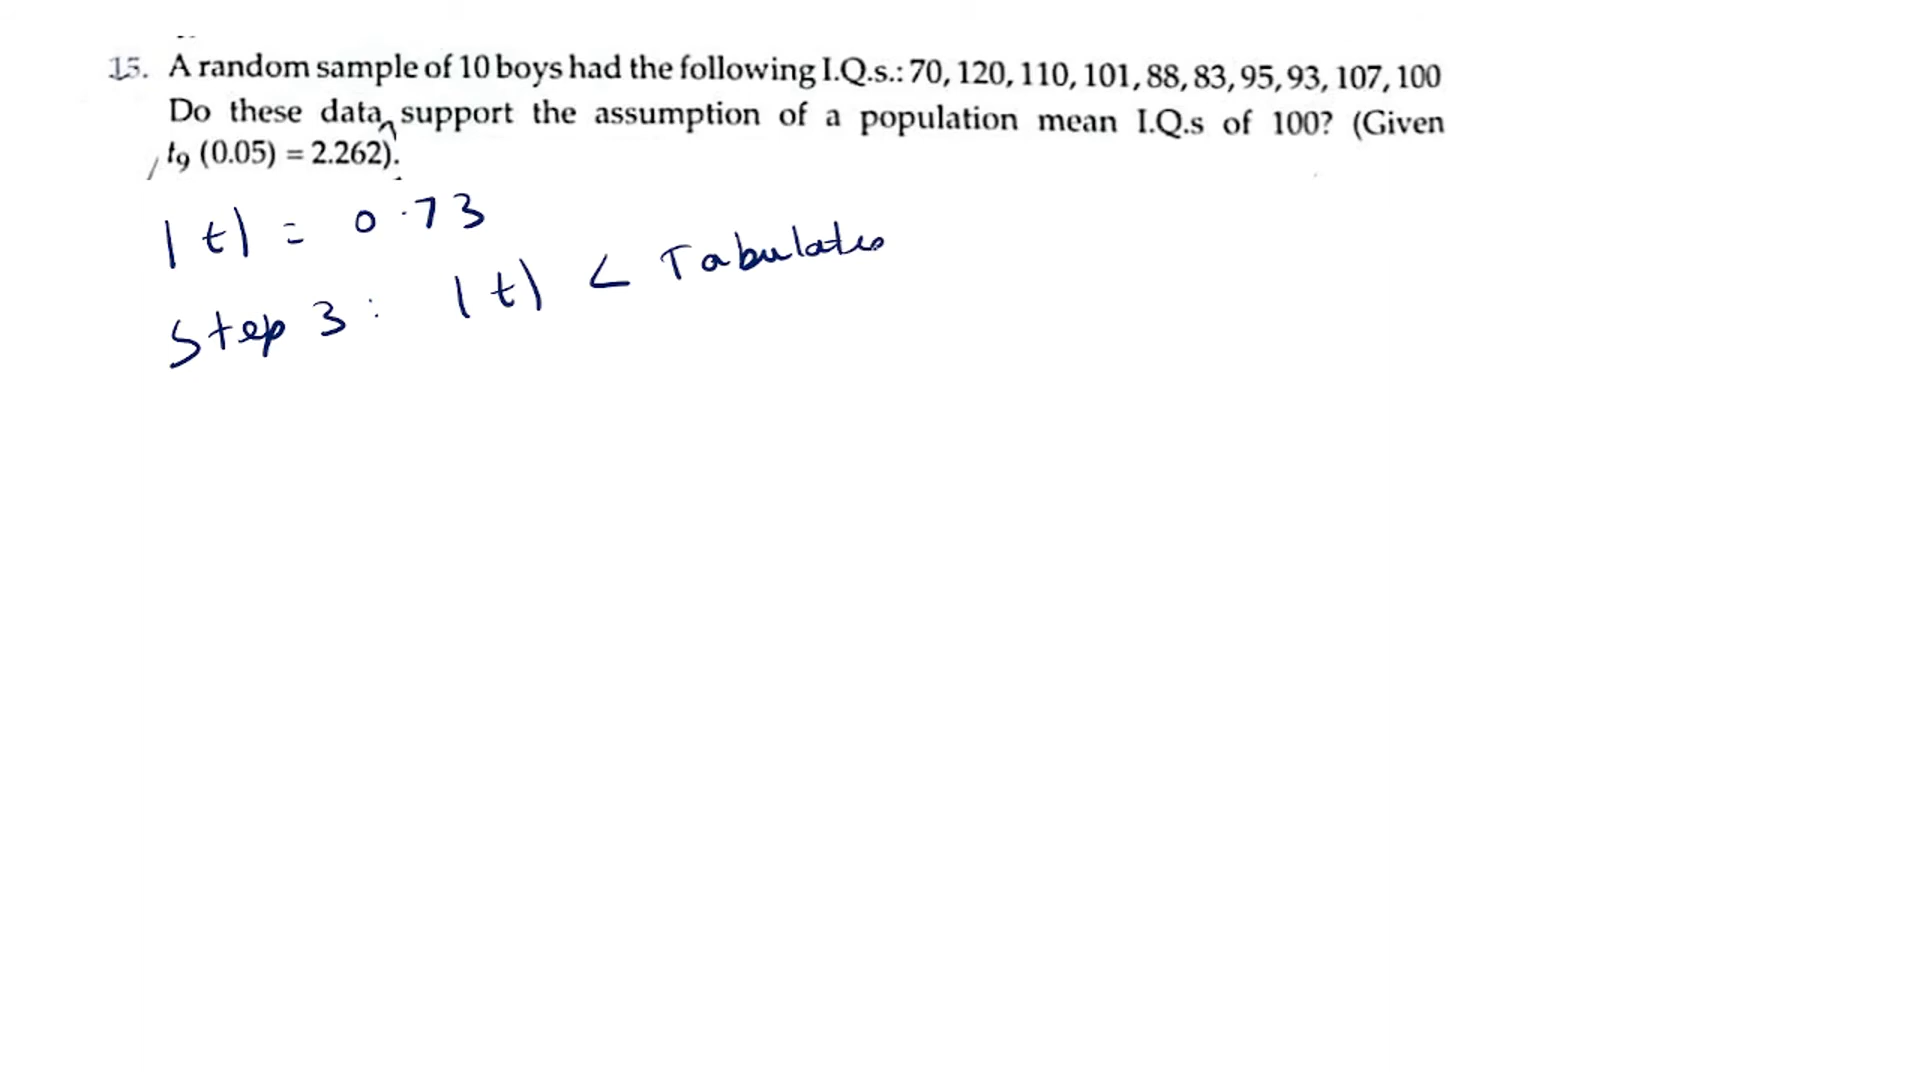 15. A random sample of 10 boys had the following I.Q.s.: 70, 120, 110, 101, 88, 83, 95, 93, 107, 100
Do these data support the assumption of a population mean I.Q.s of 100? (Given
t9 (0.05) = 2.262).
|t| = 0.73
Step 3: |t| < Tabulated